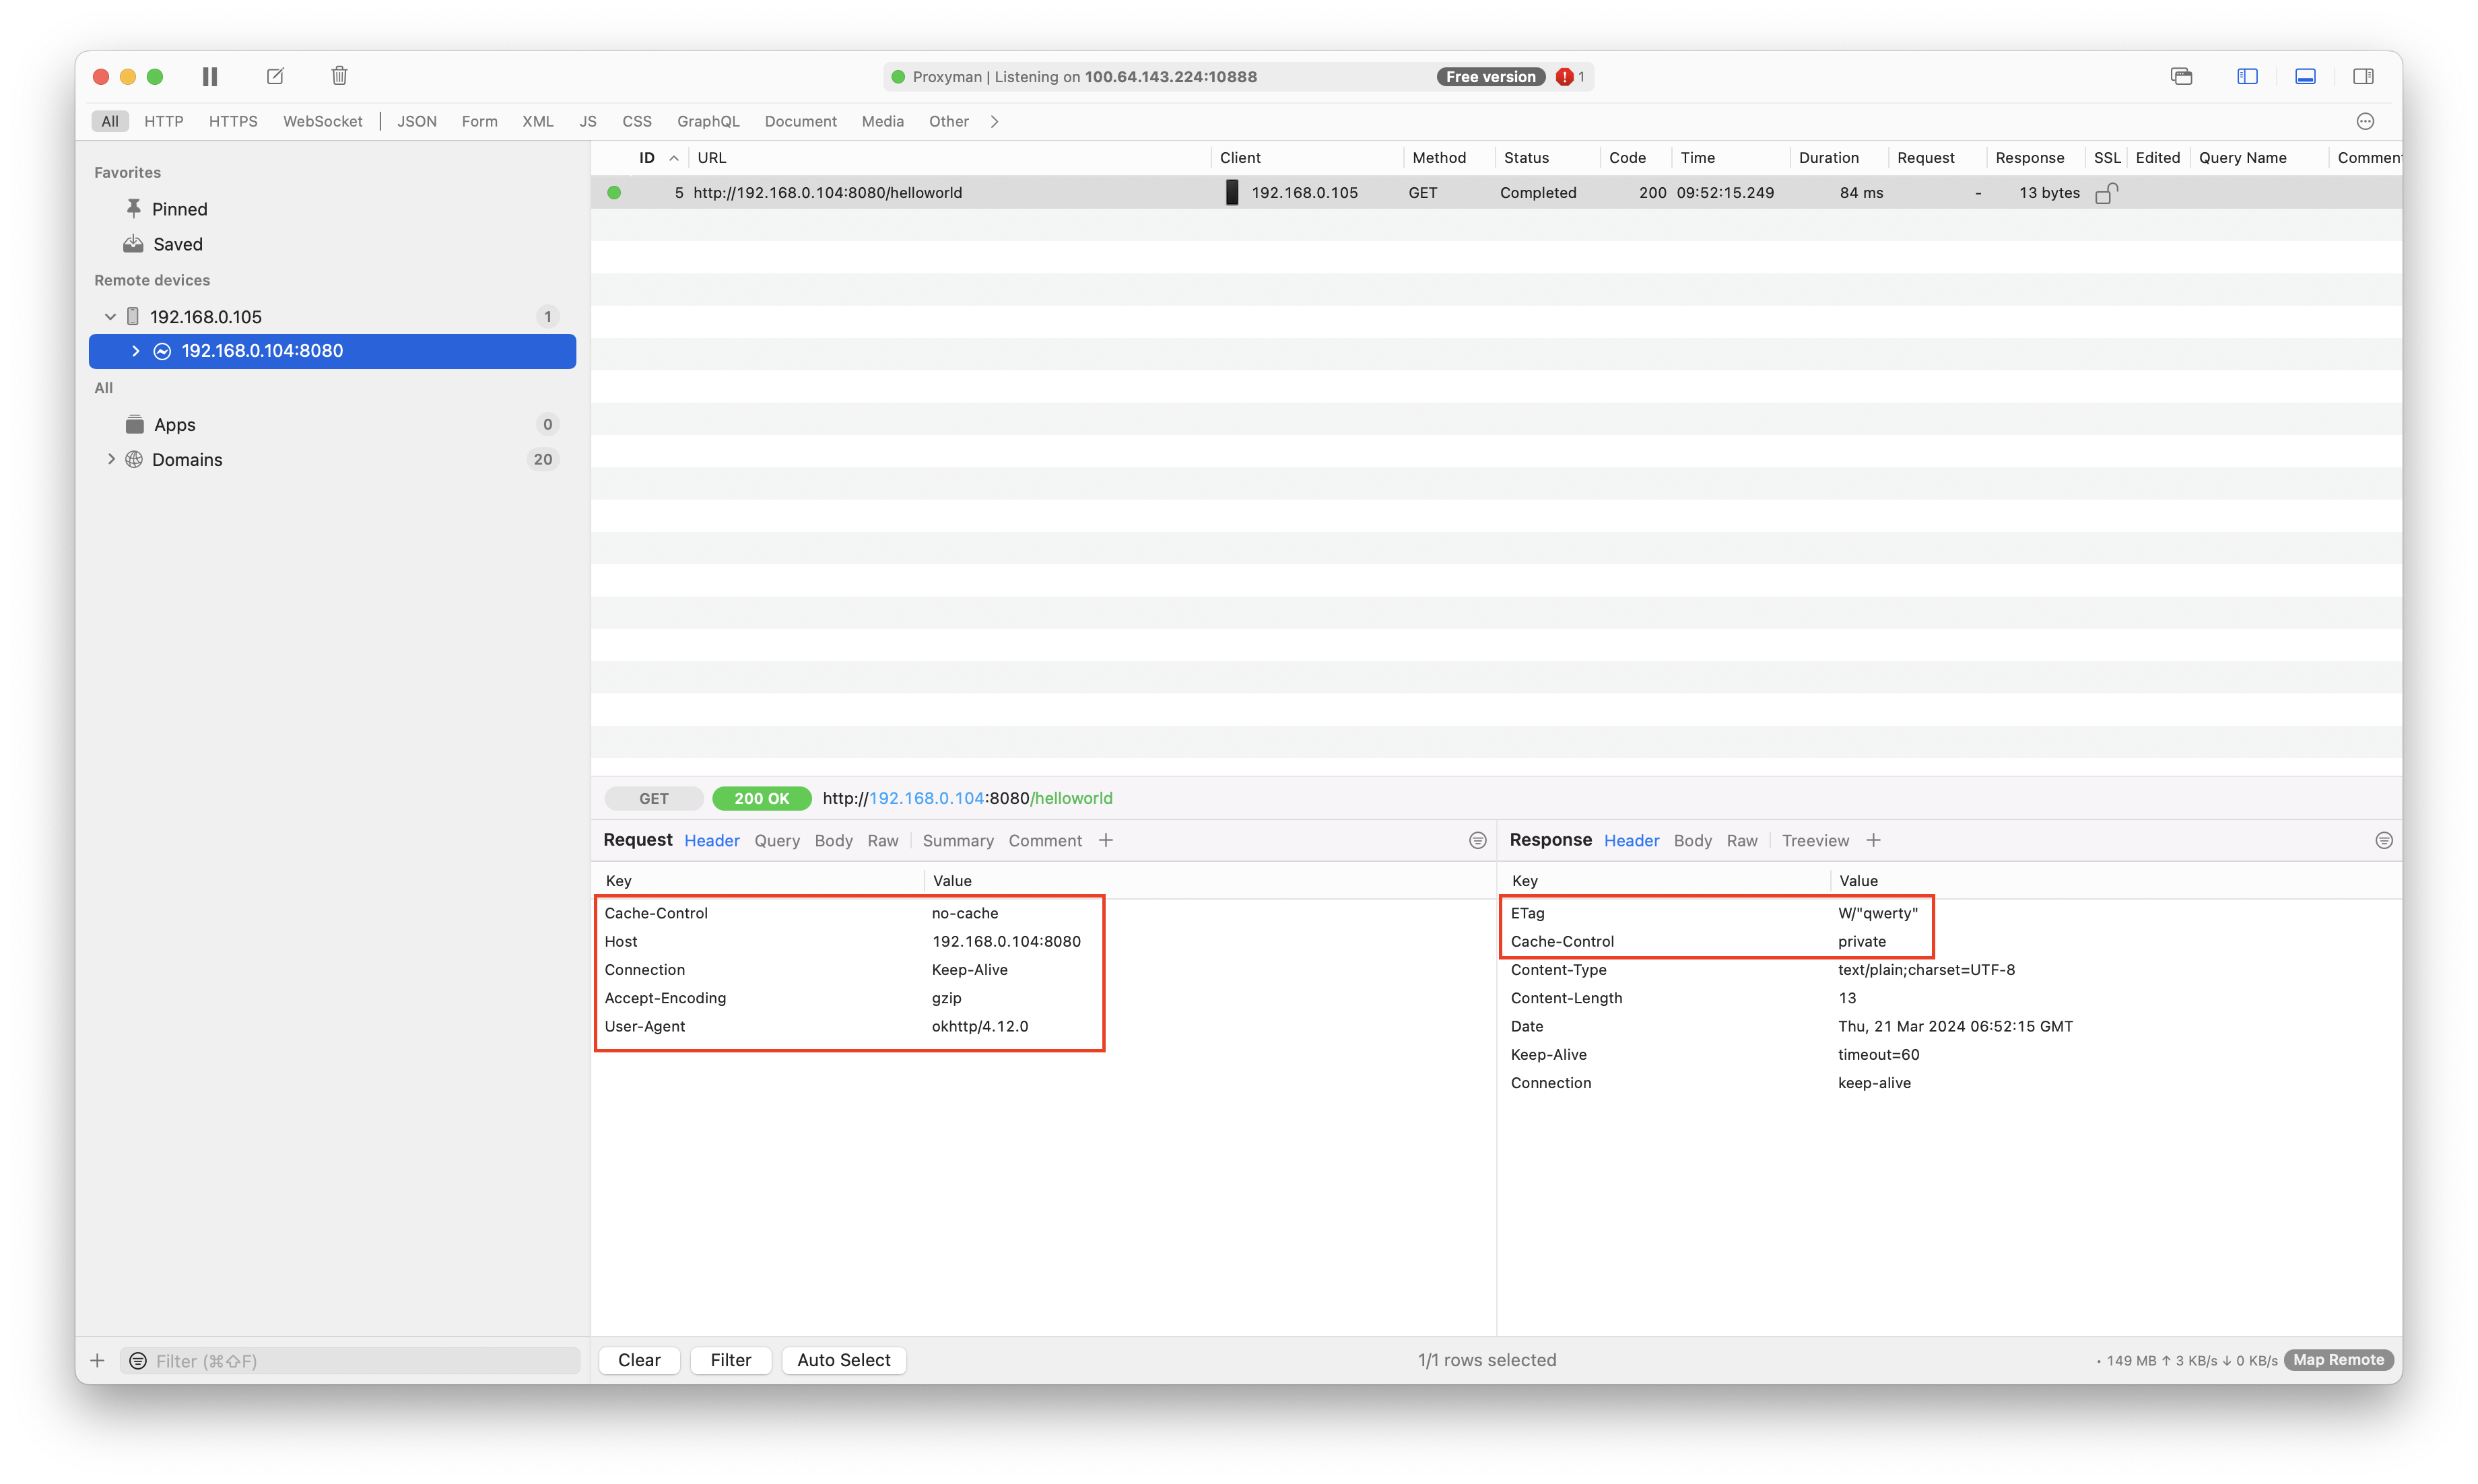 Proxyman | Listening on 100.64.143.224:10888 Free version 1
All HTTP HTTPS WebSocket JSON Form XML JS CSS GraphQL Document Media Other
Favorites
Pinned
Saved
Remote devices
192.168.0.105 1
192.168.0.104:8080
All
Apps 0
Domains 20
ID URL Client Method Status Code Time Duration Request Response SSL Edited Query Name Commen
5 http://192.168.0.104:8080/helloworld 192.168.0.105 GET Completed 200 09:52:15.249 84 ms - 13 bytes
GET 200 OK http://192.168.0.104:8080/helloworld
Request Header Query Body Raw Summary Comment +
Key Value
Cache-Control no-cache
Host 192.168.0.104:8080
Connection Keep-Alive
Accept-Encoding gzip
User-Agent okhttp/4.12.0
Response Header Body Raw Treeview +
Key Value
ETag W/"qwerty"
Cache-Control private
Content-Type text/plain;charset=UTF-8
Content-Length 13
Date Thu, 21 Mar 2024 06:52:15 GMT
Keep-Alive timeout=60
Connection keep-alive
+ Filter (⌘⇧F)
Clear Filter Auto Select 1/1 rows selected • 149 MB ↑ 3 KB/s ↓ 0 KB/s Map Remote